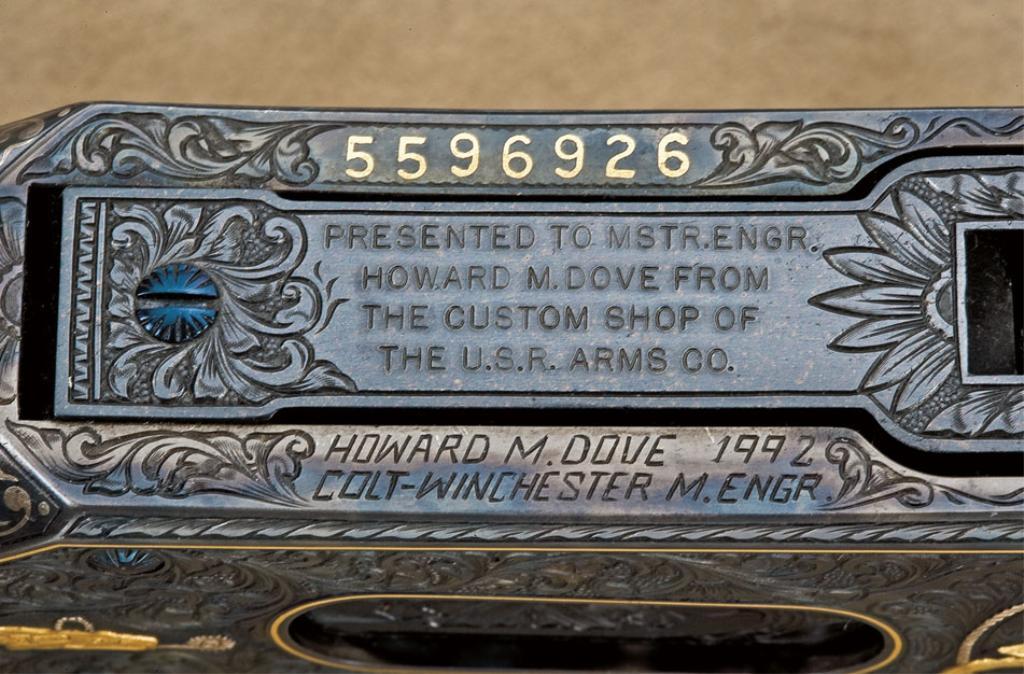 5596926
PRESENTED TO MSTR.ENGR.
HOWARD M. DOVE FROM
THE CUSTOM SHOP OF
THE U.S.R. ARMS CO.
HOWARD M. DOVE 1992
COLT-WINCHESTER M. ENGR.